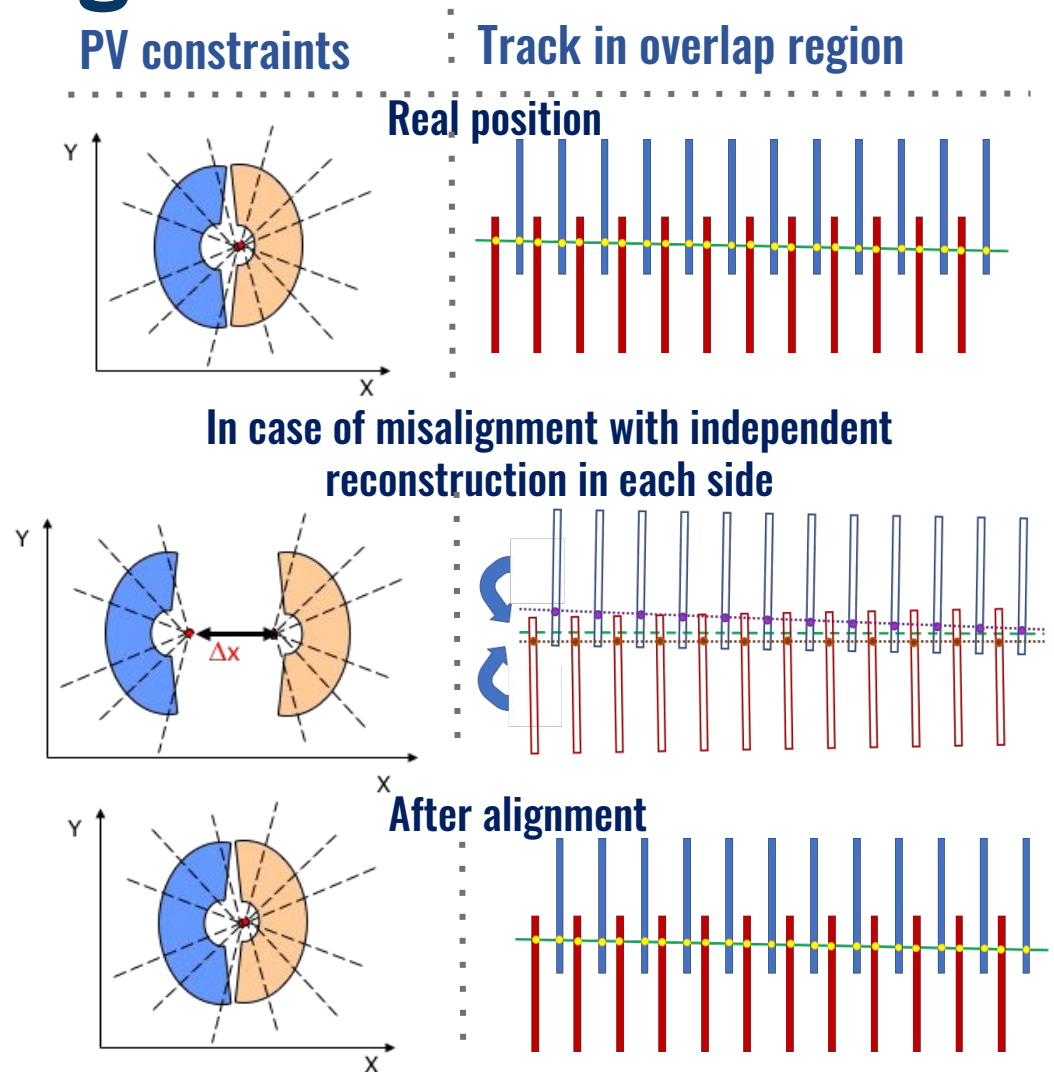 g
PV constraints
Track in overlap region
Real position
Y
X
In case of misalignment with independent
reconstruction in each side
Y
Δx
X
After alignment
Y
X